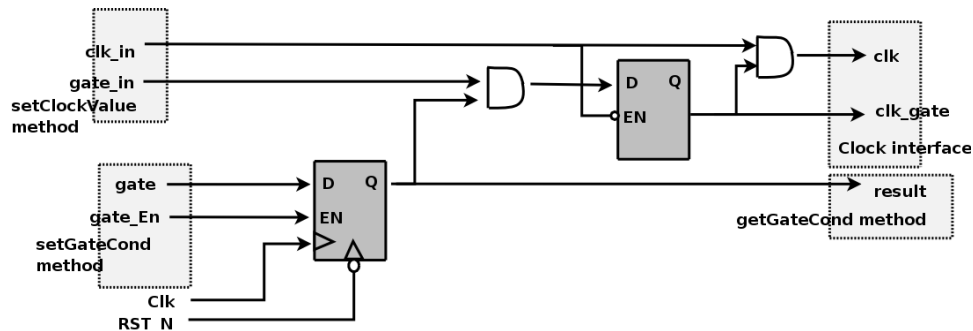 clk_in
gate_in
setClockValue
method
D
Q
EN
clk
clk_gate
Clock interface
gate
gate_En
setGateCond
method
D
Q
EN
result
getGateCond method
Clk
RST_N